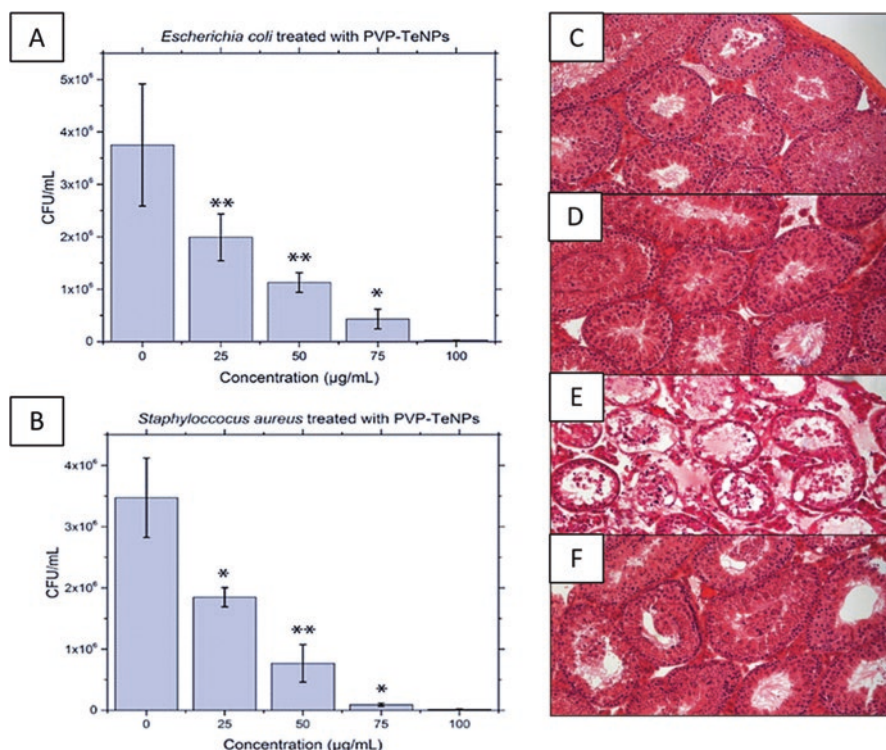 A
Escherichia coli treated with PVP-TeNPs
5x10⁶
4x10⁶
3x10⁶
2x10⁶
1x10⁶
0
CFU/mL
**
**
*
0 25 50 75 100
Concentration (µg/mL)
B
Staphyloccocus aureus treated with PVP-TeNPs
4x10⁶
3x10⁶
2x10⁶
1x10⁶
0
CFU/mL
*
**
*
0 25 50 75 100
Concentration (µg/mL)
C
D
E
F